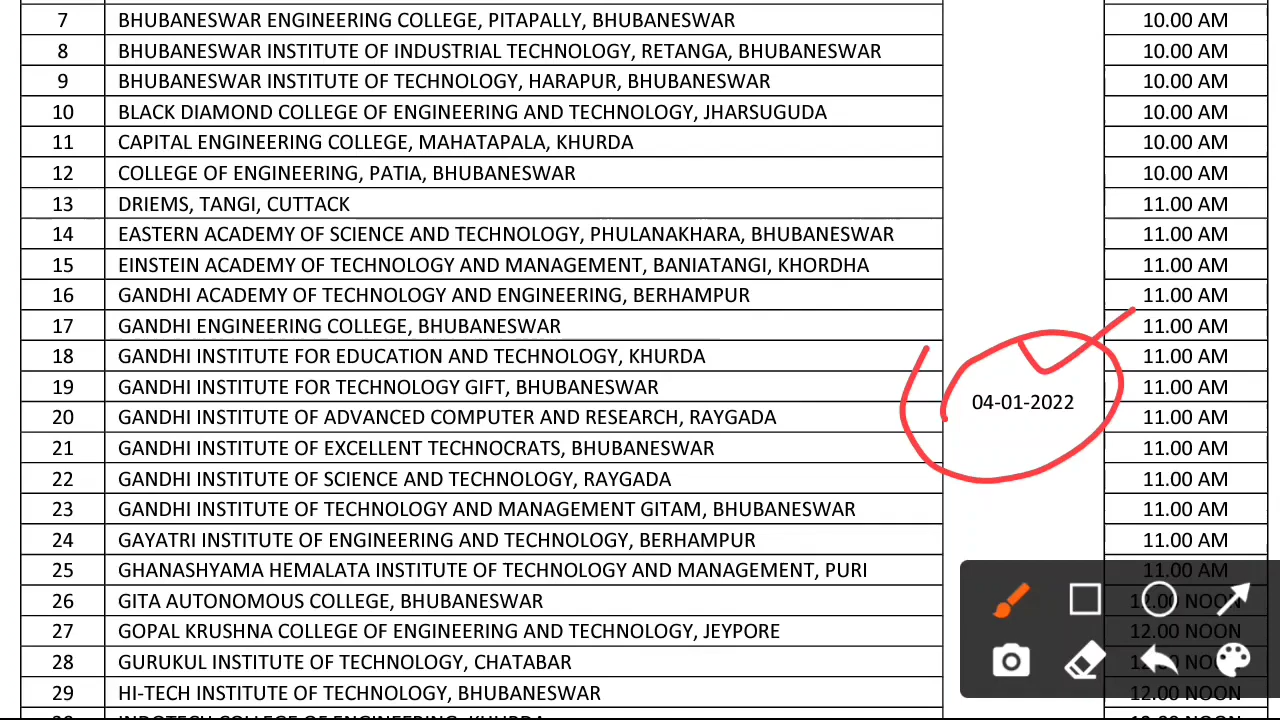 7 BHUBANESWAR ENGINEERING COLLEGE, PITAPALLY, BHUBANESWAR 10.00 AM
8 BHUBANESWAR INSTITUTE OF INDUSTRIAL TECHNOLOGY, RETANGA, BHUBANESWAR 10.00 AM
9 BHUBANESWAR INSTITUTE OF TECHNOLOGY, HARAPUR, BHUBANESWAR 10.00 AM
10 BLACK DIAMOND COLLEGE OF ENGINEERING AND TECHNOLOGY, JHARSUGUDA 10.00 AM
11 CAPITAL ENGINEERING COLLEGE, MAHATAPALA, KHURDA 10.00 AM
12 COLLEGE OF ENGINEERING, PATIA, BHUBANESWAR 10.00 AM
13 DRIEMS, TANGI, CUTTACK 11.00 AM
14 EASTERN ACADEMY OF SCIENCE AND TECHNOLOGY, PHULANAKHARA, BHUBANESWAR 11.00 AM
15 EINSTEIN ACADEMY OF TECHNOLOGY AND MANAGEMENT, BANIATANGI, KHORDHA 11.00 AM
16 GANDHI ACADEMY OF TECHNOLOGY AND ENGINEERING, BERHAMPUR 11.00 AM
17 GANDHI ENGINEERING COLLEGE, BHUBANESWAR 11.00 AM
18 GANDHI INSTITUTE FOR EDUCATION AND TECHNOLOGY, KHURDA 11.00 AM
19 GANDHI INSTITUTE FOR TECHNOLOGY GIFT, BHUBANESWAR 11.00 AM
04-01-2022
20 GANDHI INSTITUTE OF ADVANCED COMPUTER AND RESEARCH, RAYGADA 11.00 AM
21 GANDHI INSTITUTE OF EXCELLENT TECHNOCRATS, BHUBANESWAR 11.00 AM
22 GANDHI INSTITUTE OF SCIENCE AND TECHNOLOGY, RAYGADA 11.00 AM
23 GANDHI INSTITUTE OF TECHNOLOGY AND MANAGEMENT GITAM, BHUBANESWAR 11.00 AM
24 GAYATRI INSTITUTE OF ENGINEERING AND TECHNOLOGY, BERHAMPUR 11.00 AM
25 GHANASHYAMA HEMALATA INSTITUTE OF TECHNOLOGY AND MANAGEMENT, PURI 11.00 AM
26 GITA AUTONOMOUS COLLEGE, BHUBANESWAR 12.00 NOON
27 GOPAL KRUSHNA COLLEGE OF ENGINEERING AND TECHNOLOGY, JEYPORE 12.00 NOON
28 GURUKUL INSTITUTE OF TECHNOLOGY, CHATABAR
29 HI-TECH INSTITUTE OF TECHNOLOGY, BHUBANESWAR 12.00 NOON